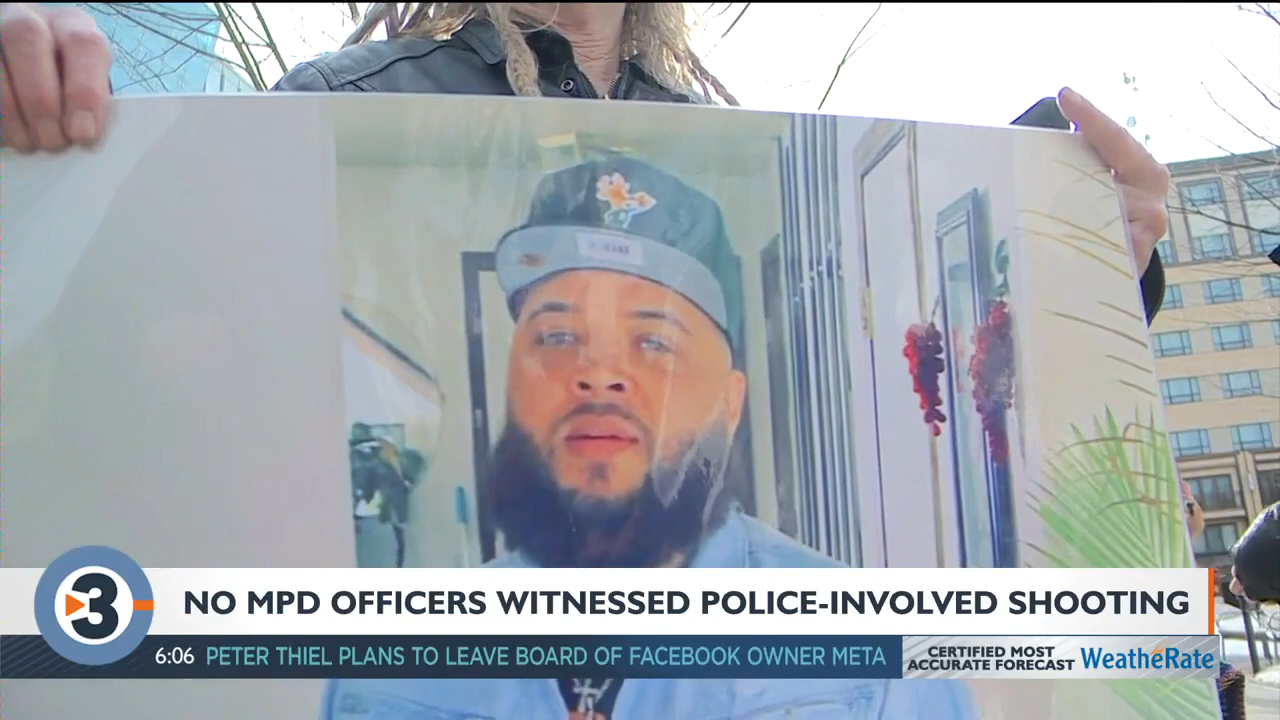 3
NO MPD OFFICERS WITNESSED POLICE-INVOLVED SHOOTING
6:06 PETER THIEL PLANS TO LEAVE BOARD OF FACEBOOK OWNER META
CERTIFIED MOST
ACCURATE FORECAST
WeatheRate